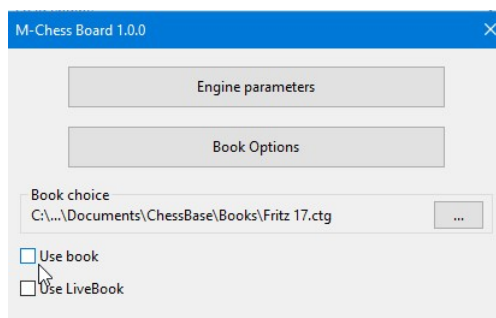 M-Chess Board 1.0.0
Engine parameters
Book Options
Book choice
C:\...\Documents\ChessBase\Books\Fritz 17.ctg
...
Use book
Use LiveBook